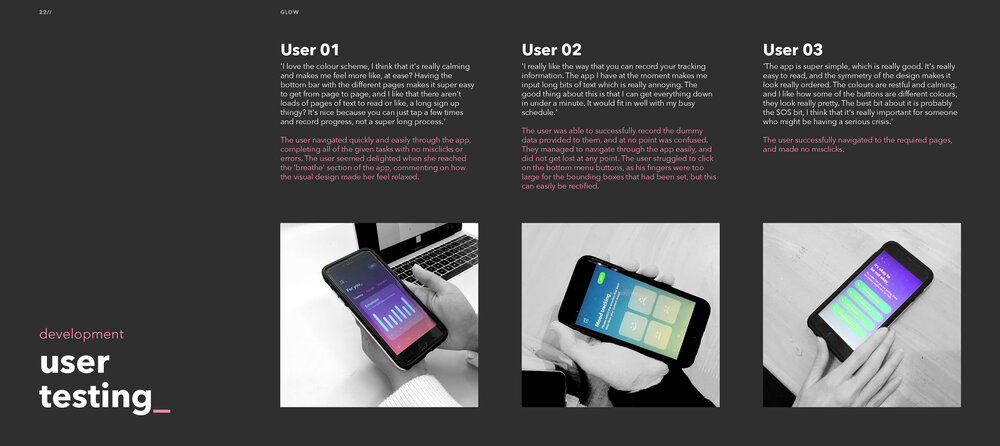 22//
GLOW
User 01
'I love the colour scheme, I think that it's really calming
and makes me feel more like, at ease? Having the
bottom bar with the different pages makes it super easy
to get from page to page, and I like that there aren't
loads of pages of text to read or like, a long sign up
thingy? It's nice because you can just tap a few times
and record progress, not a super long process.'
The user navigated quickly and easily through the app,
completing all of the given tasks with no misclicks or
errors. The user seemed delighted when she reached
the 'breathe' section of the app, commenting on how
the visual design made her feel relaxed.
User 02
'I really like the way that you can record your tracking
information. The app I have at the moment makes me
input long bits of text which is really annoying. The
good thing about this is that I can get everything down
in under a minute. It would fit in well with my busy
schedule.'
The user was able to successfully record the dummy
data provided to them, and at no point was confused.
They managed to navigate through the app easily, and
did not get lost at any point. The user struggled to click
on the bottom menu buttons, as his fingers were too
large for the bounding boxes that had been set, but this
can easily be rectified.
User 03
'The app is super simple, which is really good. It's really
easy to read, and the symmetry of the design makes it
look really ordered. The colours are restful and calming,
and I like how some of the buttons are different colours,
they look really pretty. The best bit about it is probably
the SOS bit, I think that it's really important for someone
who might be having a serious crisis.'
The user successfully navigated to the required pages,
and made no misclicks.
For you,
Mood tracking.
It's okay to
be not okay.
development
user
testing_